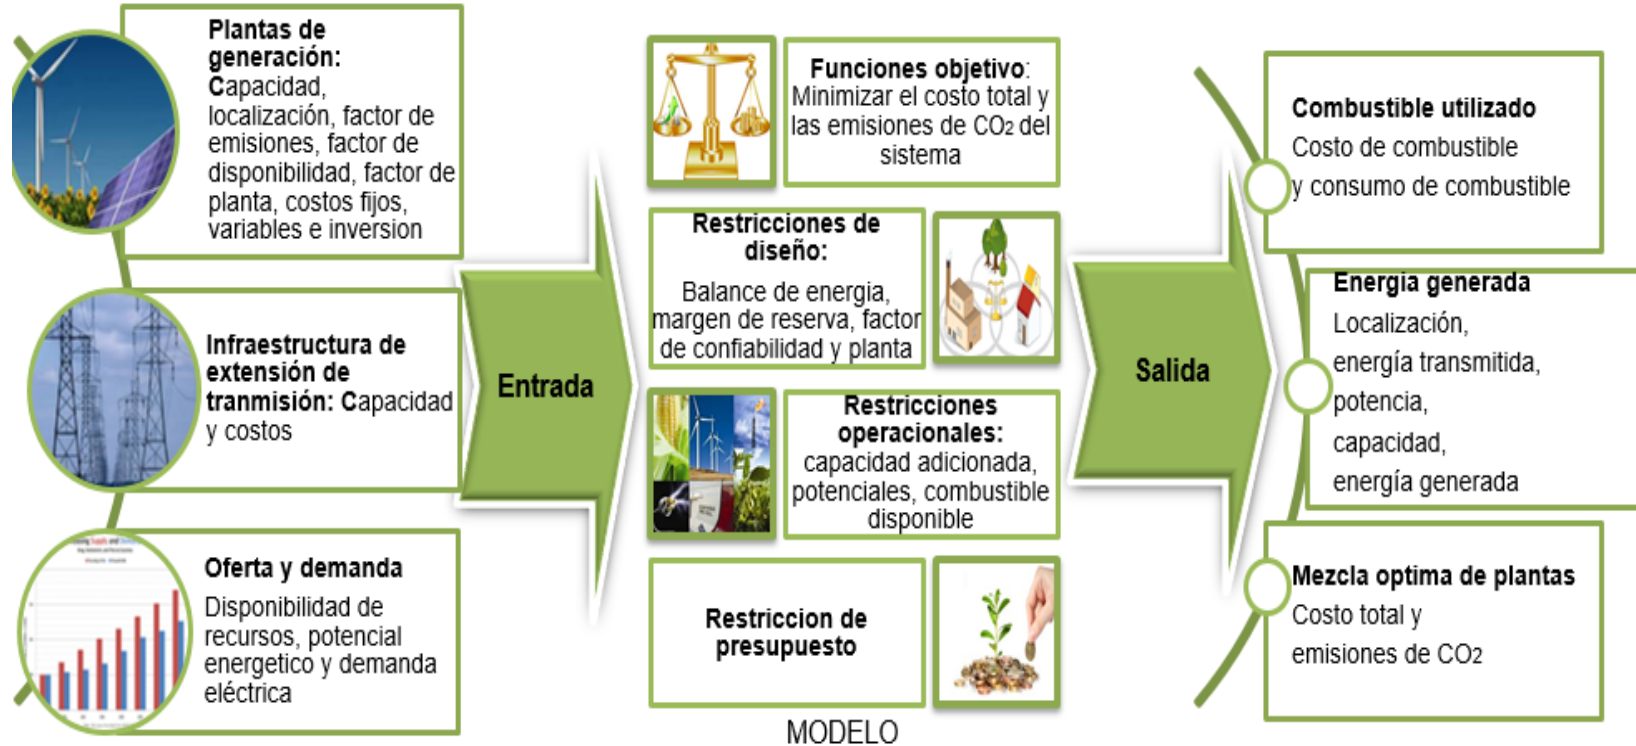 Plantas de
generación:
Capacidad,
localización, factor de
emisiones, factor de
disponibilidad, factor de
planta, costos fijos,
variables e inversion
Infraestructura de
extensión de
tranmisión: Capacidad
y costos
Oferta y demanda
Disponibilidad de
recursos, potencial
energetico y demanda
eléctrica
Entrada
Funciones objetivo:
Minimizar el costo total y
las emisiones de CO2 del
sistema
Restricciones de
diseño:
Balance de energia,
margen de reserva, factor
de confiabilidad y planta
Restricciones
operacionales:
capacidad adicionada,
potenciales, combustible
disponible
Restriccion de
presupuesto
MODELO
Salida
Combustible utilizado
Costo de combustible
y consumo de combustible
Energia generada
Localización,
energía transmitida,
potencia,
capacidad,
energía generada
Mezcla optima de plantas
Costo total y
emisiones de CO2